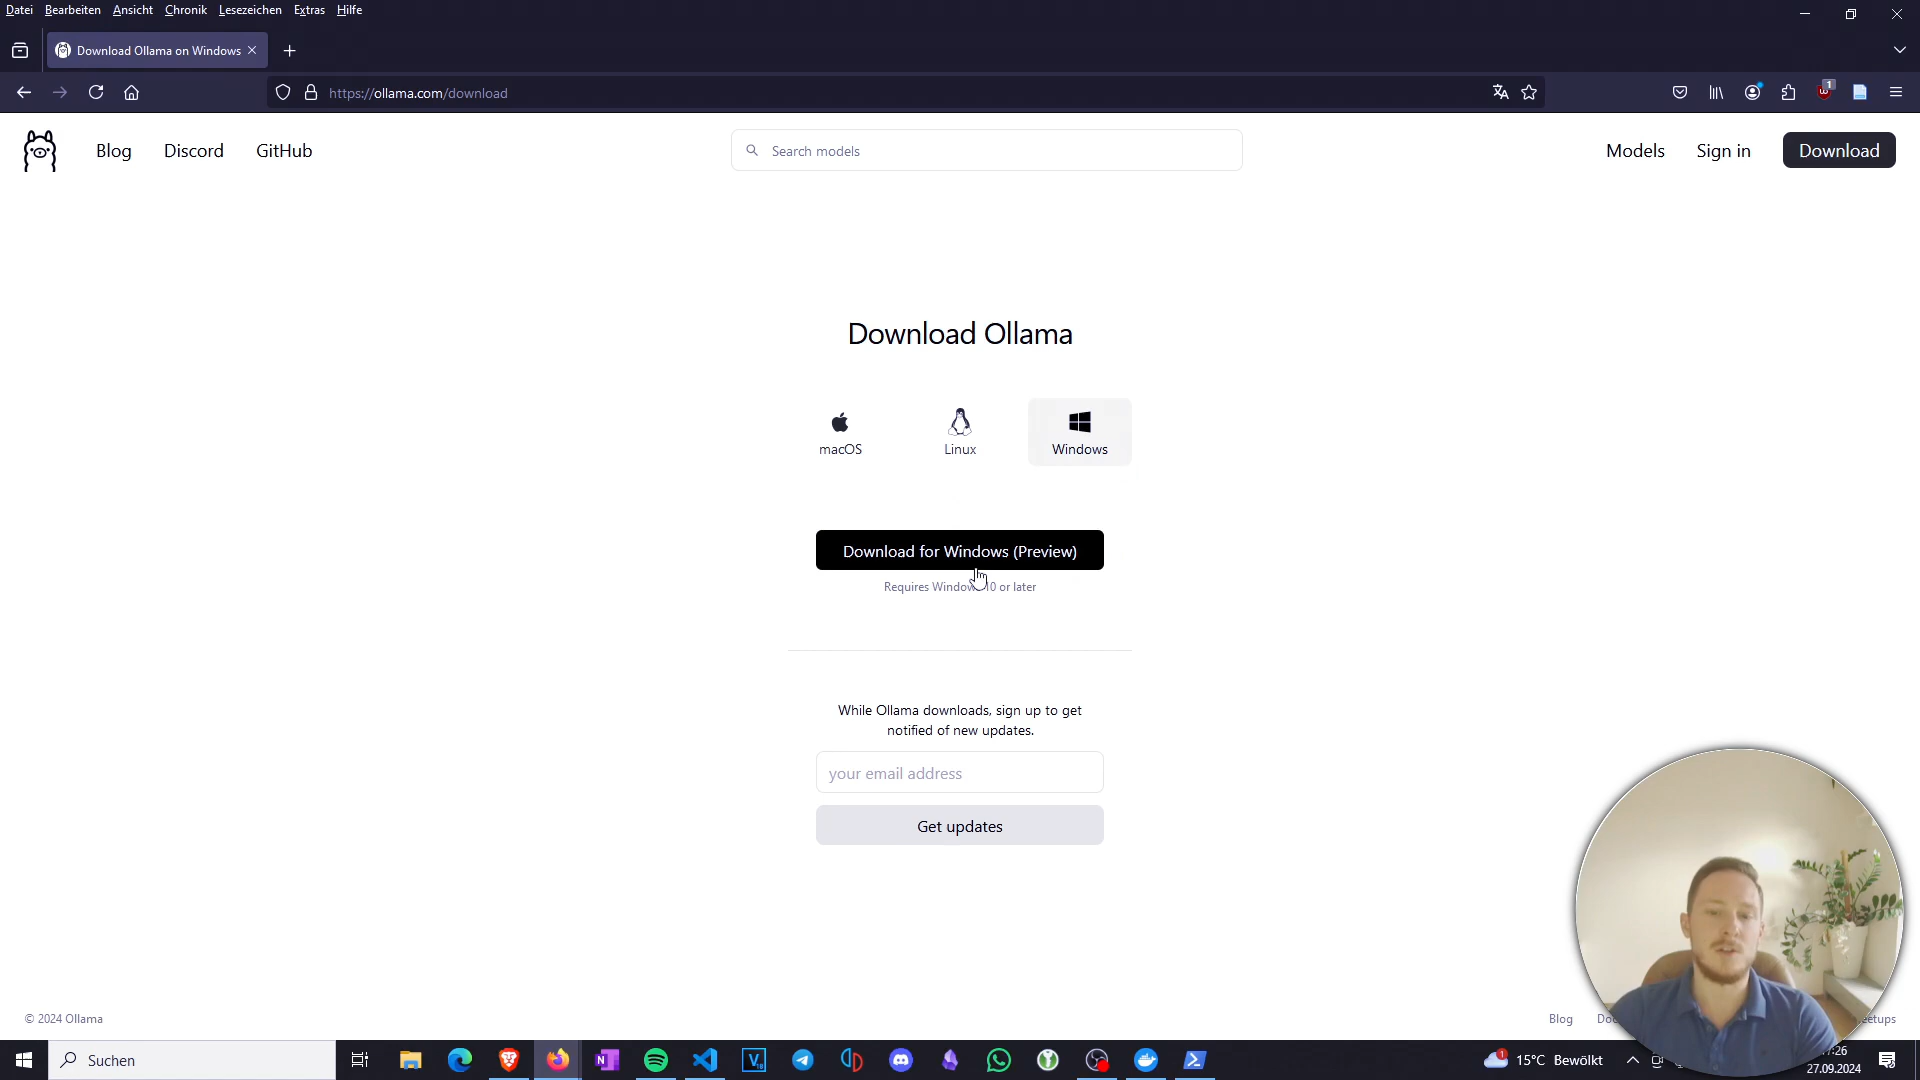 Datei Bearbeiten Ansicht Chronik Lesezeichen Extras Hilfe
Download Ollama on Windows
https://ollama.com/download
1
Blog Discord GitHub
Search models
Models Sign in Download
Download Ollama
macOS Linux Windows
Download for Windows (Preview)
Requires Windows 10 or later
While Ollama downloads, sign up to get
notified of new updates.
your email address
Get updates
© 2024 Ollama
Blog
Suchen
1 15°C Bewölkt
27.09.2024